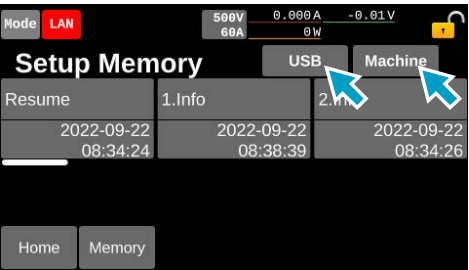 Mode LAN 500V 0.000A -0.01V
60A 0W
Setup Memory USB Machine
Resume 1.Info
2022-09-22 2022-09-22 2022-09-22
08:34:24 08:38:39 08:34:26
Home Memory